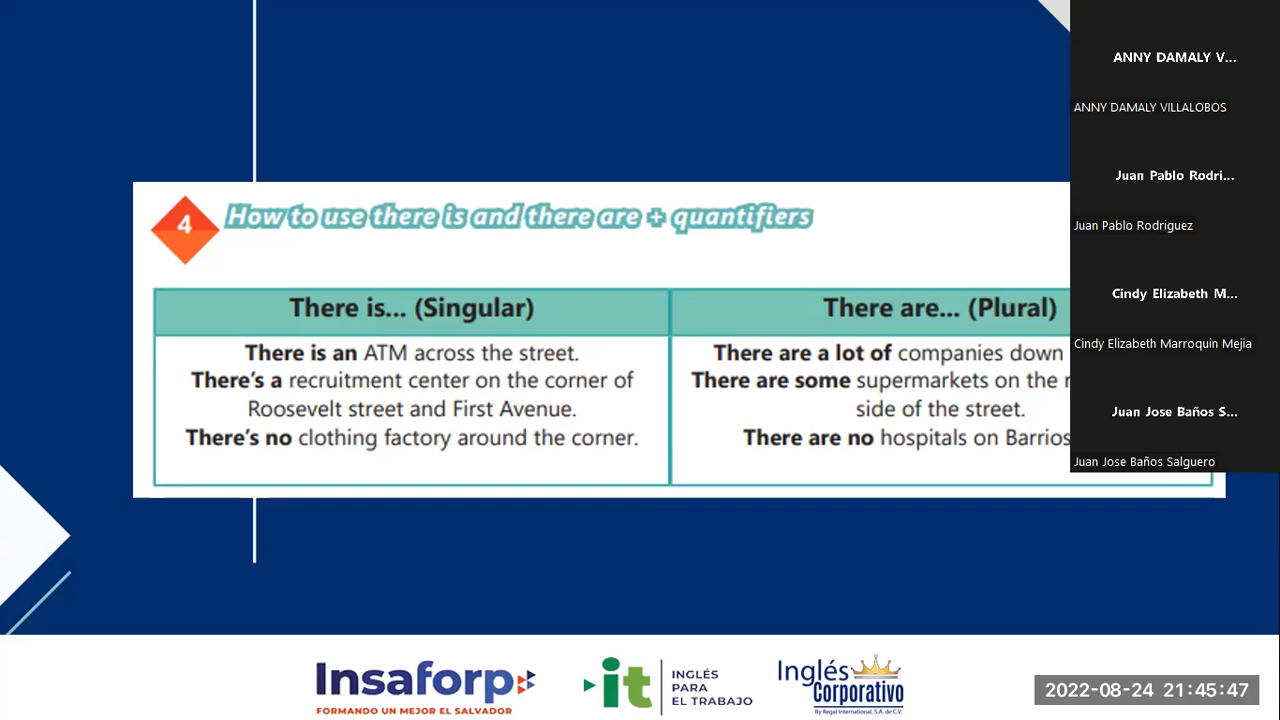 4
How to use there is and there are + quantifiers
There is... (Singular)
There is an ATM across the street.
There's a recruitment center on the corner of
Roosevelt street and First Avenue.
There's no clothing factory around the corner.
There are... (Plural)
There are a lot of companies down
There are some supermarkets on the
side of the street.
There are no hospitals on Barrios
ANNY DAMALY V...
ANNY DAMALY VILLALOBOS
Juan Pablo Rodri...
Juan Pablo Rodriguez
Cindy Elizabeth M...
Cindy Elizabeth Marroquin Mejia
Juan Jose Baños S...
Juan Jose Baños Salguero
Insaforp
FORMANDO UN MEJOR EL SALVADOR
it
INGLÉS
PARA
EL TRABAJO
Inglés
Corporativo
By Regal International, S.A. de C.V.
2022-08-24 21:45:47